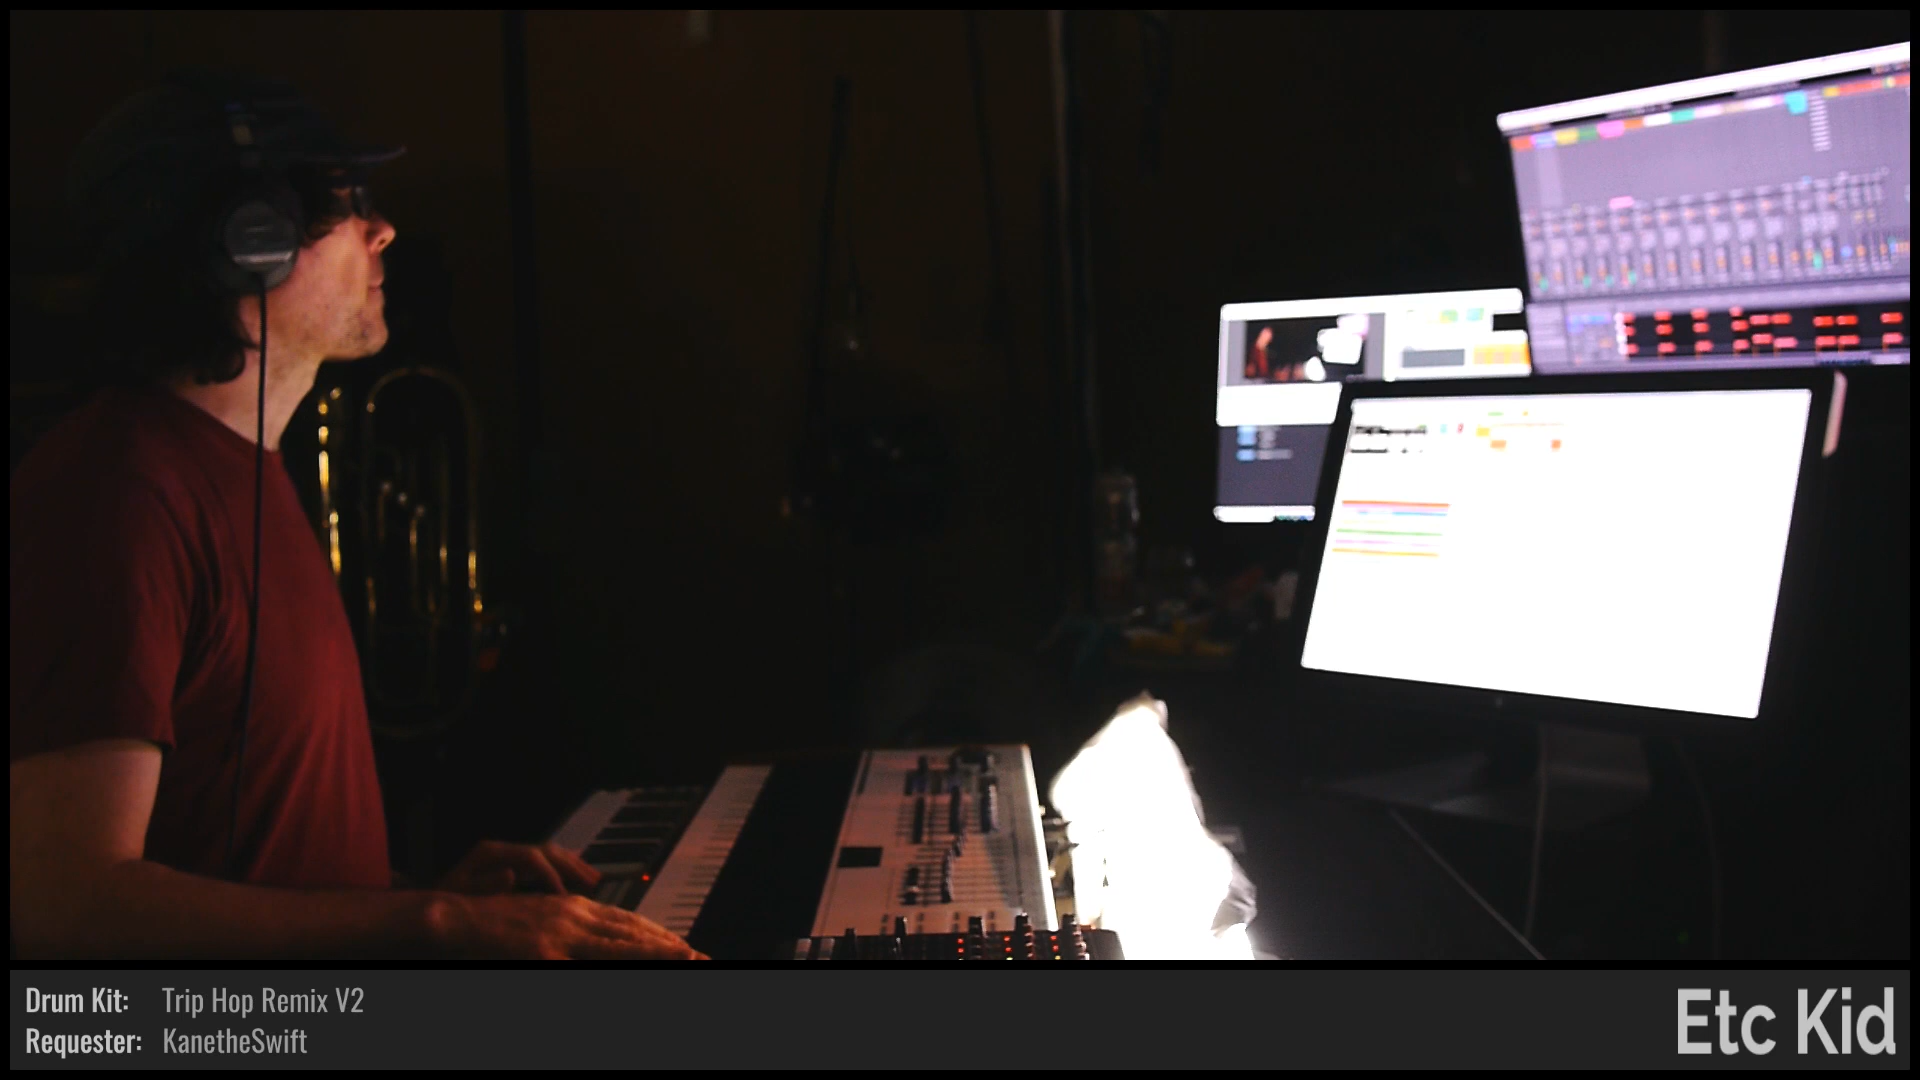 Drum Kit: Trip Hop Remix V2
Requester: KanetheSwift
Etc Kid